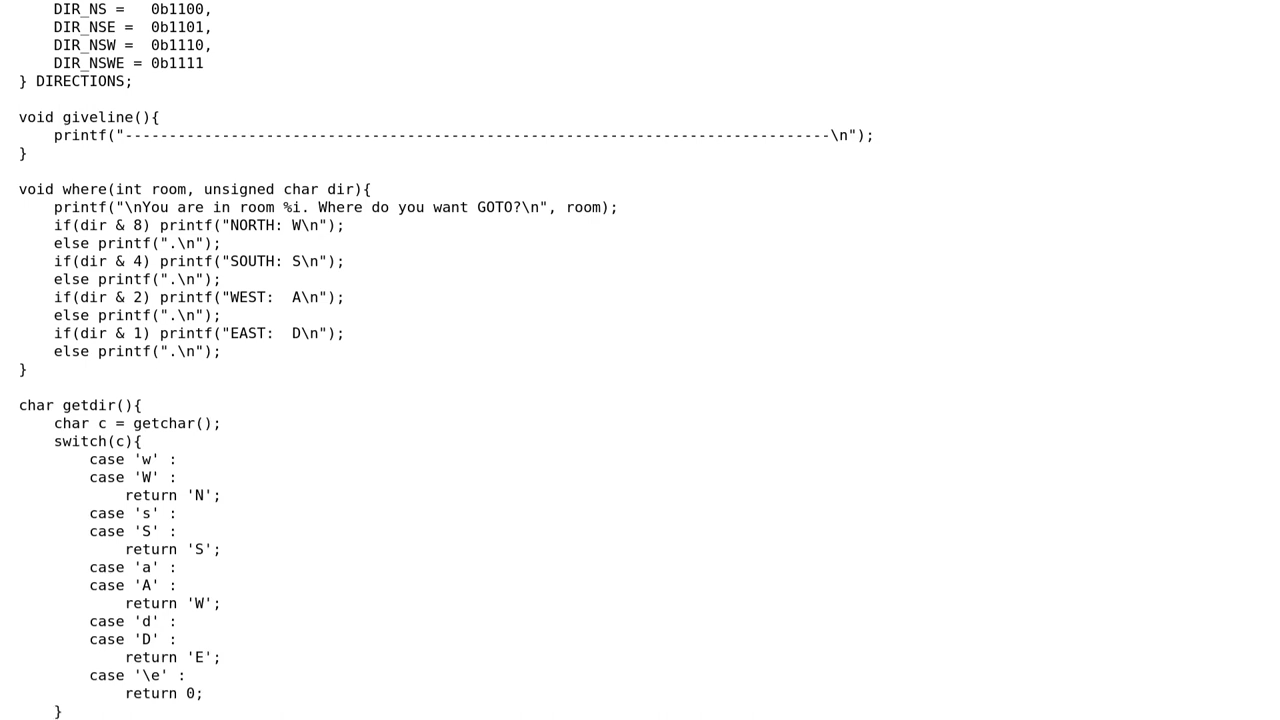 DIR_NS =   0b1100,
    DIR_NSE =  0b1101,
    DIR_NSW =  0b1110,
    DIR_NSWE = 0b1111
} DIRECTIONS;

void giveline(){
    printf("--------------------------------------------------------------------------------\n");
}

void where(int room, unsigned char dir){
    printf("\nYou are in room %i. Where do you want GOTO?\n", room);
    if(dir & 8) printf("NORTH: W\n");
    else printf(".\n");
    if(dir & 4) printf("SOUTH: S\n");
    else printf(".\n");
    if(dir & 2) printf("WEST:  A\n");
    else printf(".\n");
    if(dir & 1) printf("EAST:  D\n");
    else printf(".\n");
}

char getdir(){
    char c = getchar();
    switch(c){
        case 'w' :
        case 'W' :
            return 'N';
        case 's' :
        case 'S' :
            return 'S';
        case 'a' :
        case 'A' :
            return 'W';
        case 'd' :
        case 'D' :
            return 'E';
        case '\e' :
            return 0;
    }